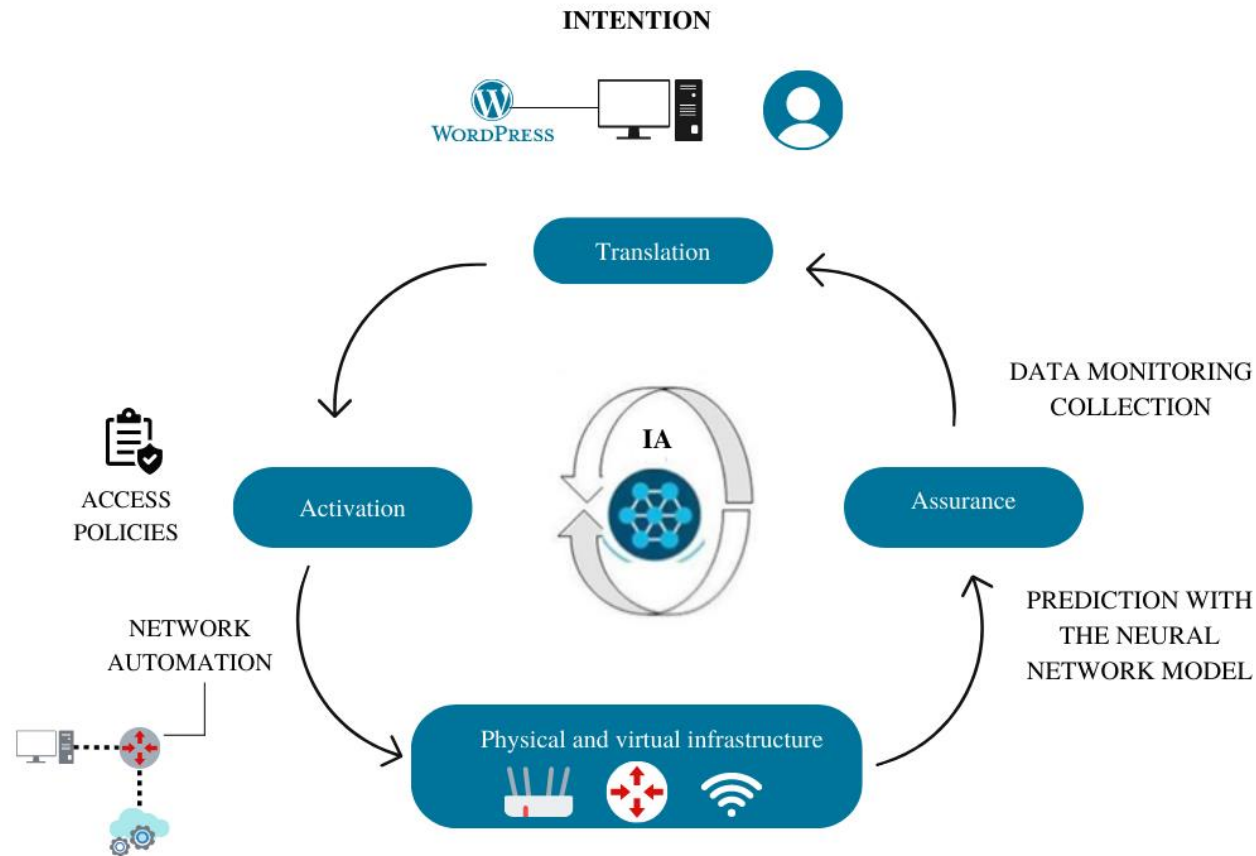 INTENTION
WORDPRESS
Translation
DATA MONITORING
COLLECTION
IA
ACCESS
POLICIES
Activation
Assurance
NETWORK
AUTOMATION
PREDICTION WITH
THE NEURAL
NETWORK MODEL
Physical and virtual infrastructure